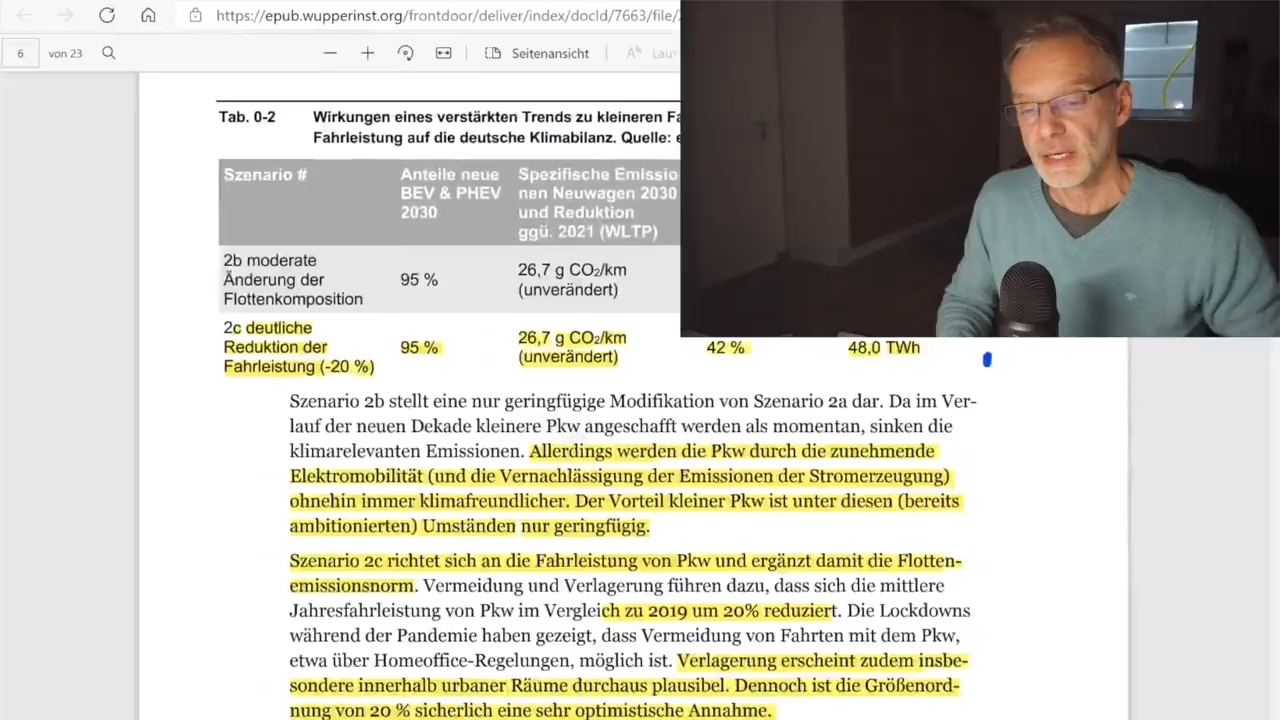 https://epub.wupperinst.org/frontdoor/deliver/index/docId/7663/file/
6 von 23 Seitenansicht
Tab. 0-2 Wirkungen eines verstärkten Trends zu kleineren
Fahrleistung auf die deutsche Klimabilanz. Quelle:
Szenario # Anteile neue Spezifische Emissio
BEV & PHEV nen Neuwagen 2030
2030 und Reduktion
ggü. 2021 (WLTP)
2b moderate
Änderung der 95 % 26,7 g CO₂/km
Flottenkomposition (unverändert)
2c deutliche
Reduktion der 95 % 26,7 g CO₂/km 42 % 48,0 TWh
Fahrleistung (-20 %) (unverändert)
Szenario 2b stellt eine nur geringfügige Modifikation von Szenario 2a dar. Da im Ver-
lauf der neuen Dekade kleinere Pkw angeschafft werden als momentan, sinken die
klimarelevanten Emissionen. Allerdings werden die Pkw durch die zunehmende
Elektromobilität (und die Vernachlässigung der Emissionen der Stromerzeugung)
ohnehin immer klimafreundlicher. Der Vorteil kleiner Pkw ist unter diesen (bereits
ambitionierten) Umständen nur geringfügig.
Szenario 2c richtet sich an die Fahrleistung von Pkw und ergänzt damit die Flotten-
emissionsnorm. Vermeidung und Verlagerung führen dazu, dass sich die mittlere
Jahresfahrleistung von Pkw im Vergleich zu 2019 um 20% reduziert. Die Lockdowns
während der Pandemie haben gezeigt, dass Vermeidung von Fahrten mit dem Pkw,
etwa über Homeoffice-Regelungen, möglich ist. Verlagerung erscheint zudem insbe-
sondere innerhalb urbaner Räume durchaus plausibel. Dennoch ist die Größenord-
nung von 20 % sicherlich eine sehr optimistische Annahme.